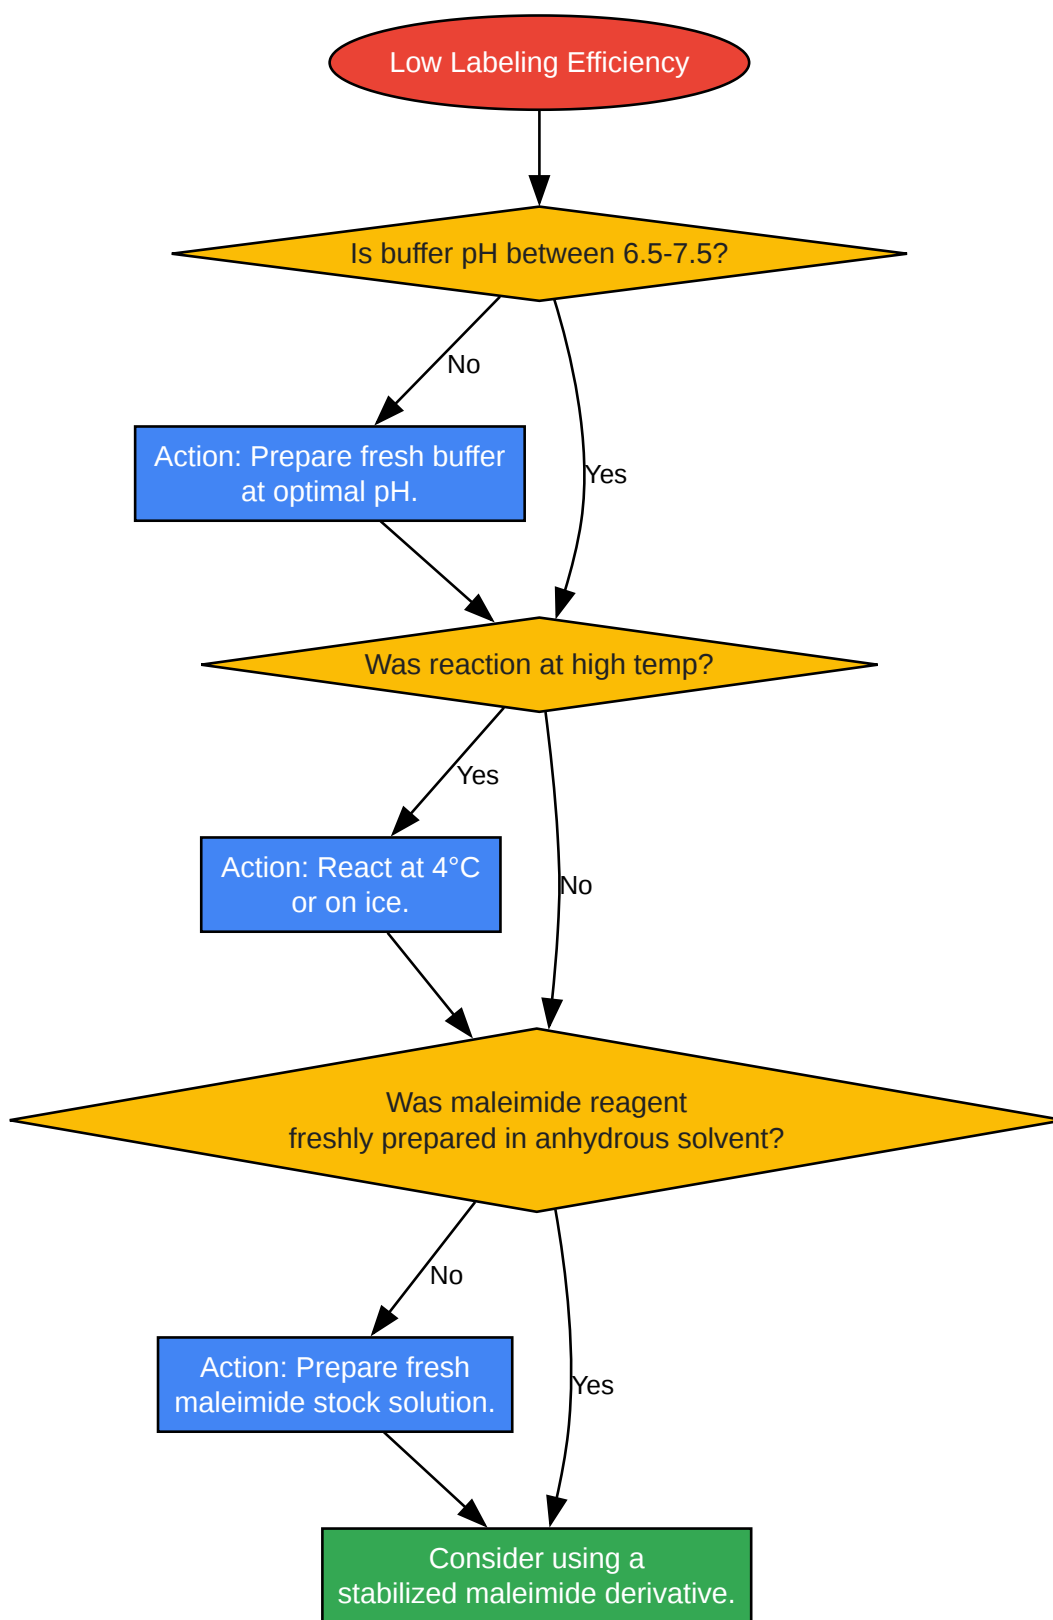 Low Labeling Efficiency
Is buffer pH between 6.5-7.5?
No
Action: Prepare fresh buffer
at optimal pH.
Yes
Was reaction at high temp?
Yes
Action: React at 4°C
or on ice.
No
Was maleimide reagent
freshly prepared in anhydrous solvent?
No
Action: Prepare fresh
maleimide stock solution.
Yes
Consider using a
stabilized maleimide derivative.